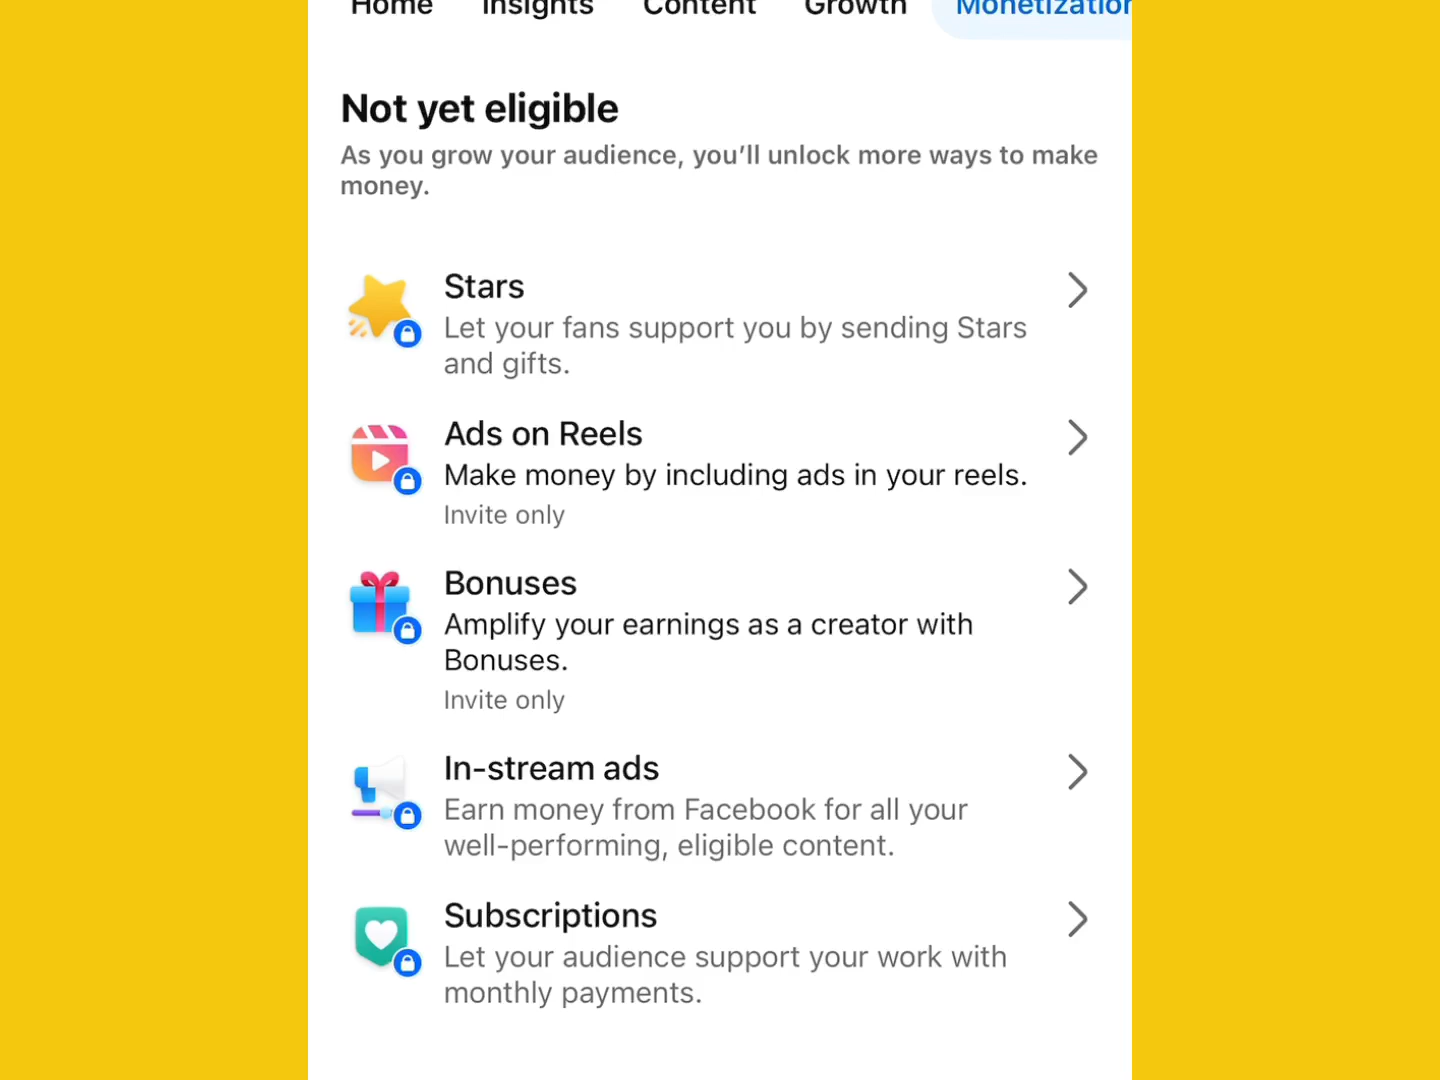 Home Insights Content Growth Monetization
Not yet eligible
As you grow your audience, you’ll unlock more ways to make
money.
Stars
Let your fans support you by sending Stars
and gifts.
Ads on Reels
Make money by including ads in your reels.
Invite only
Bonuses
Amplify your earnings as a creator with
Bonuses.
Invite only
In-stream ads
Earn money from Facebook for all your
well-performing, eligible content.
Subscriptions
Let your audience support your work with
monthly payments.